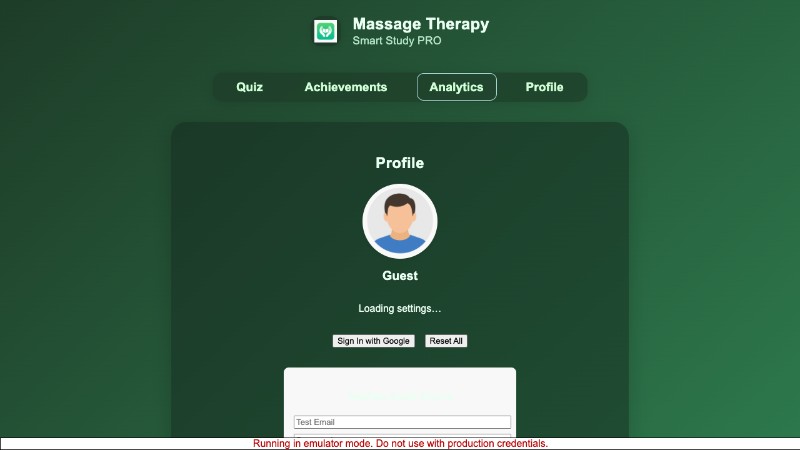 Massage Therapy
Smart Study PRO
Quiz
Achievements
Analytics
Profile
Profile
Guest
Loading settings...
Sign In with Google
Reset All
Test Email
Running in emulator mode. Do not use with production credentials.